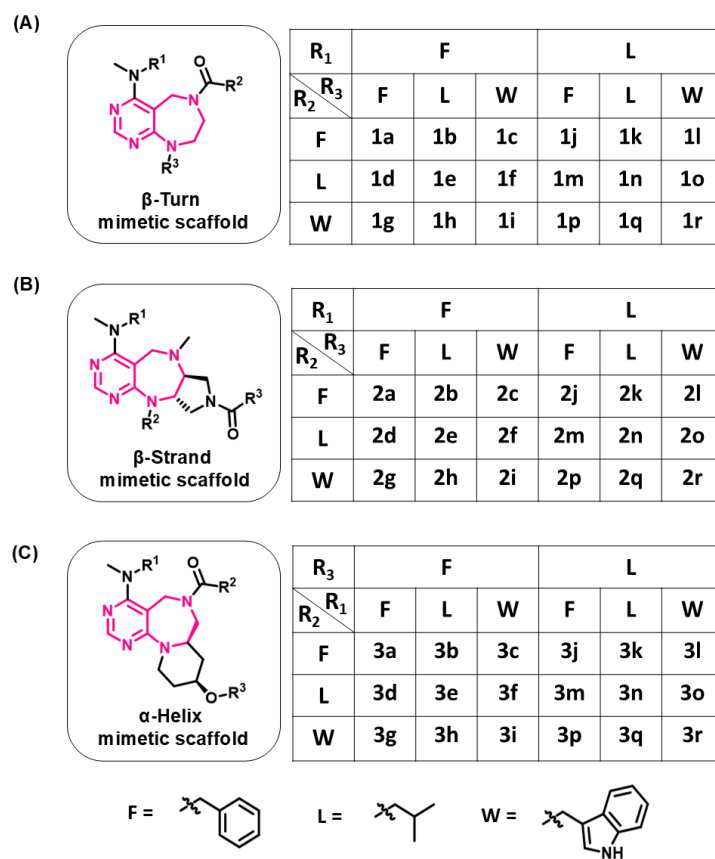 (A)
N R¹
O
N R²
N
N
N
R³
β-Turn
mimetic scaffold
R₁ F L
R₂ R₃ F L W F L W
F 1a 1b 1c 1j 1k 1l
L 1d 1e 1f 1m 1n 1o
W 1g 1h 1i 1p 1q 1r
(B)
N R¹
N
N
N
N
N R³
R² O
β-Strand
mimetic scaffold
R₁ F L
R₂ R₃ F L W F L W
F 2a 2b 2c 2j 2k 2l
L 2d 2e 2f 2m 2n 2o
W 2g 2h 2i 2p 2q 2r
(C)
N R¹
O
N R²
N
N
N
O R³
α-Helix
mimetic scaffold
R₃ F L
R₂ R₁ F L W F L W
F 3a 3b 3c 3j 3k 3l
L 3d 3e 3f 3m 3n 3o
W 3g 3h 3i 3p 3q 3r
F = L = W =
NH